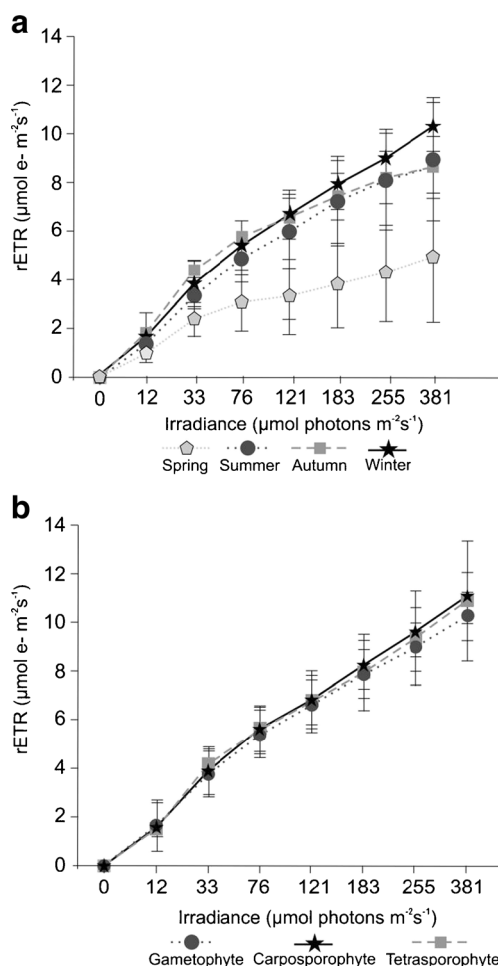 a
rETR (µmol e- m⁻²s⁻¹)
14
12
10
8
6
4
2
0
0 12 33 76 121 183 255 381
Irradiance (µmol photons m⁻²s⁻¹)
Spring Summer Autumn Winter
b
rETR (µmol e- m⁻²s⁻¹)
14
12
10
8
6
4
2
0
0 12 33 76 121 183 255 381
Irradiance (µmol photons m⁻²s⁻¹)
Gametophyte Carposporophyte Tetrasporophyte